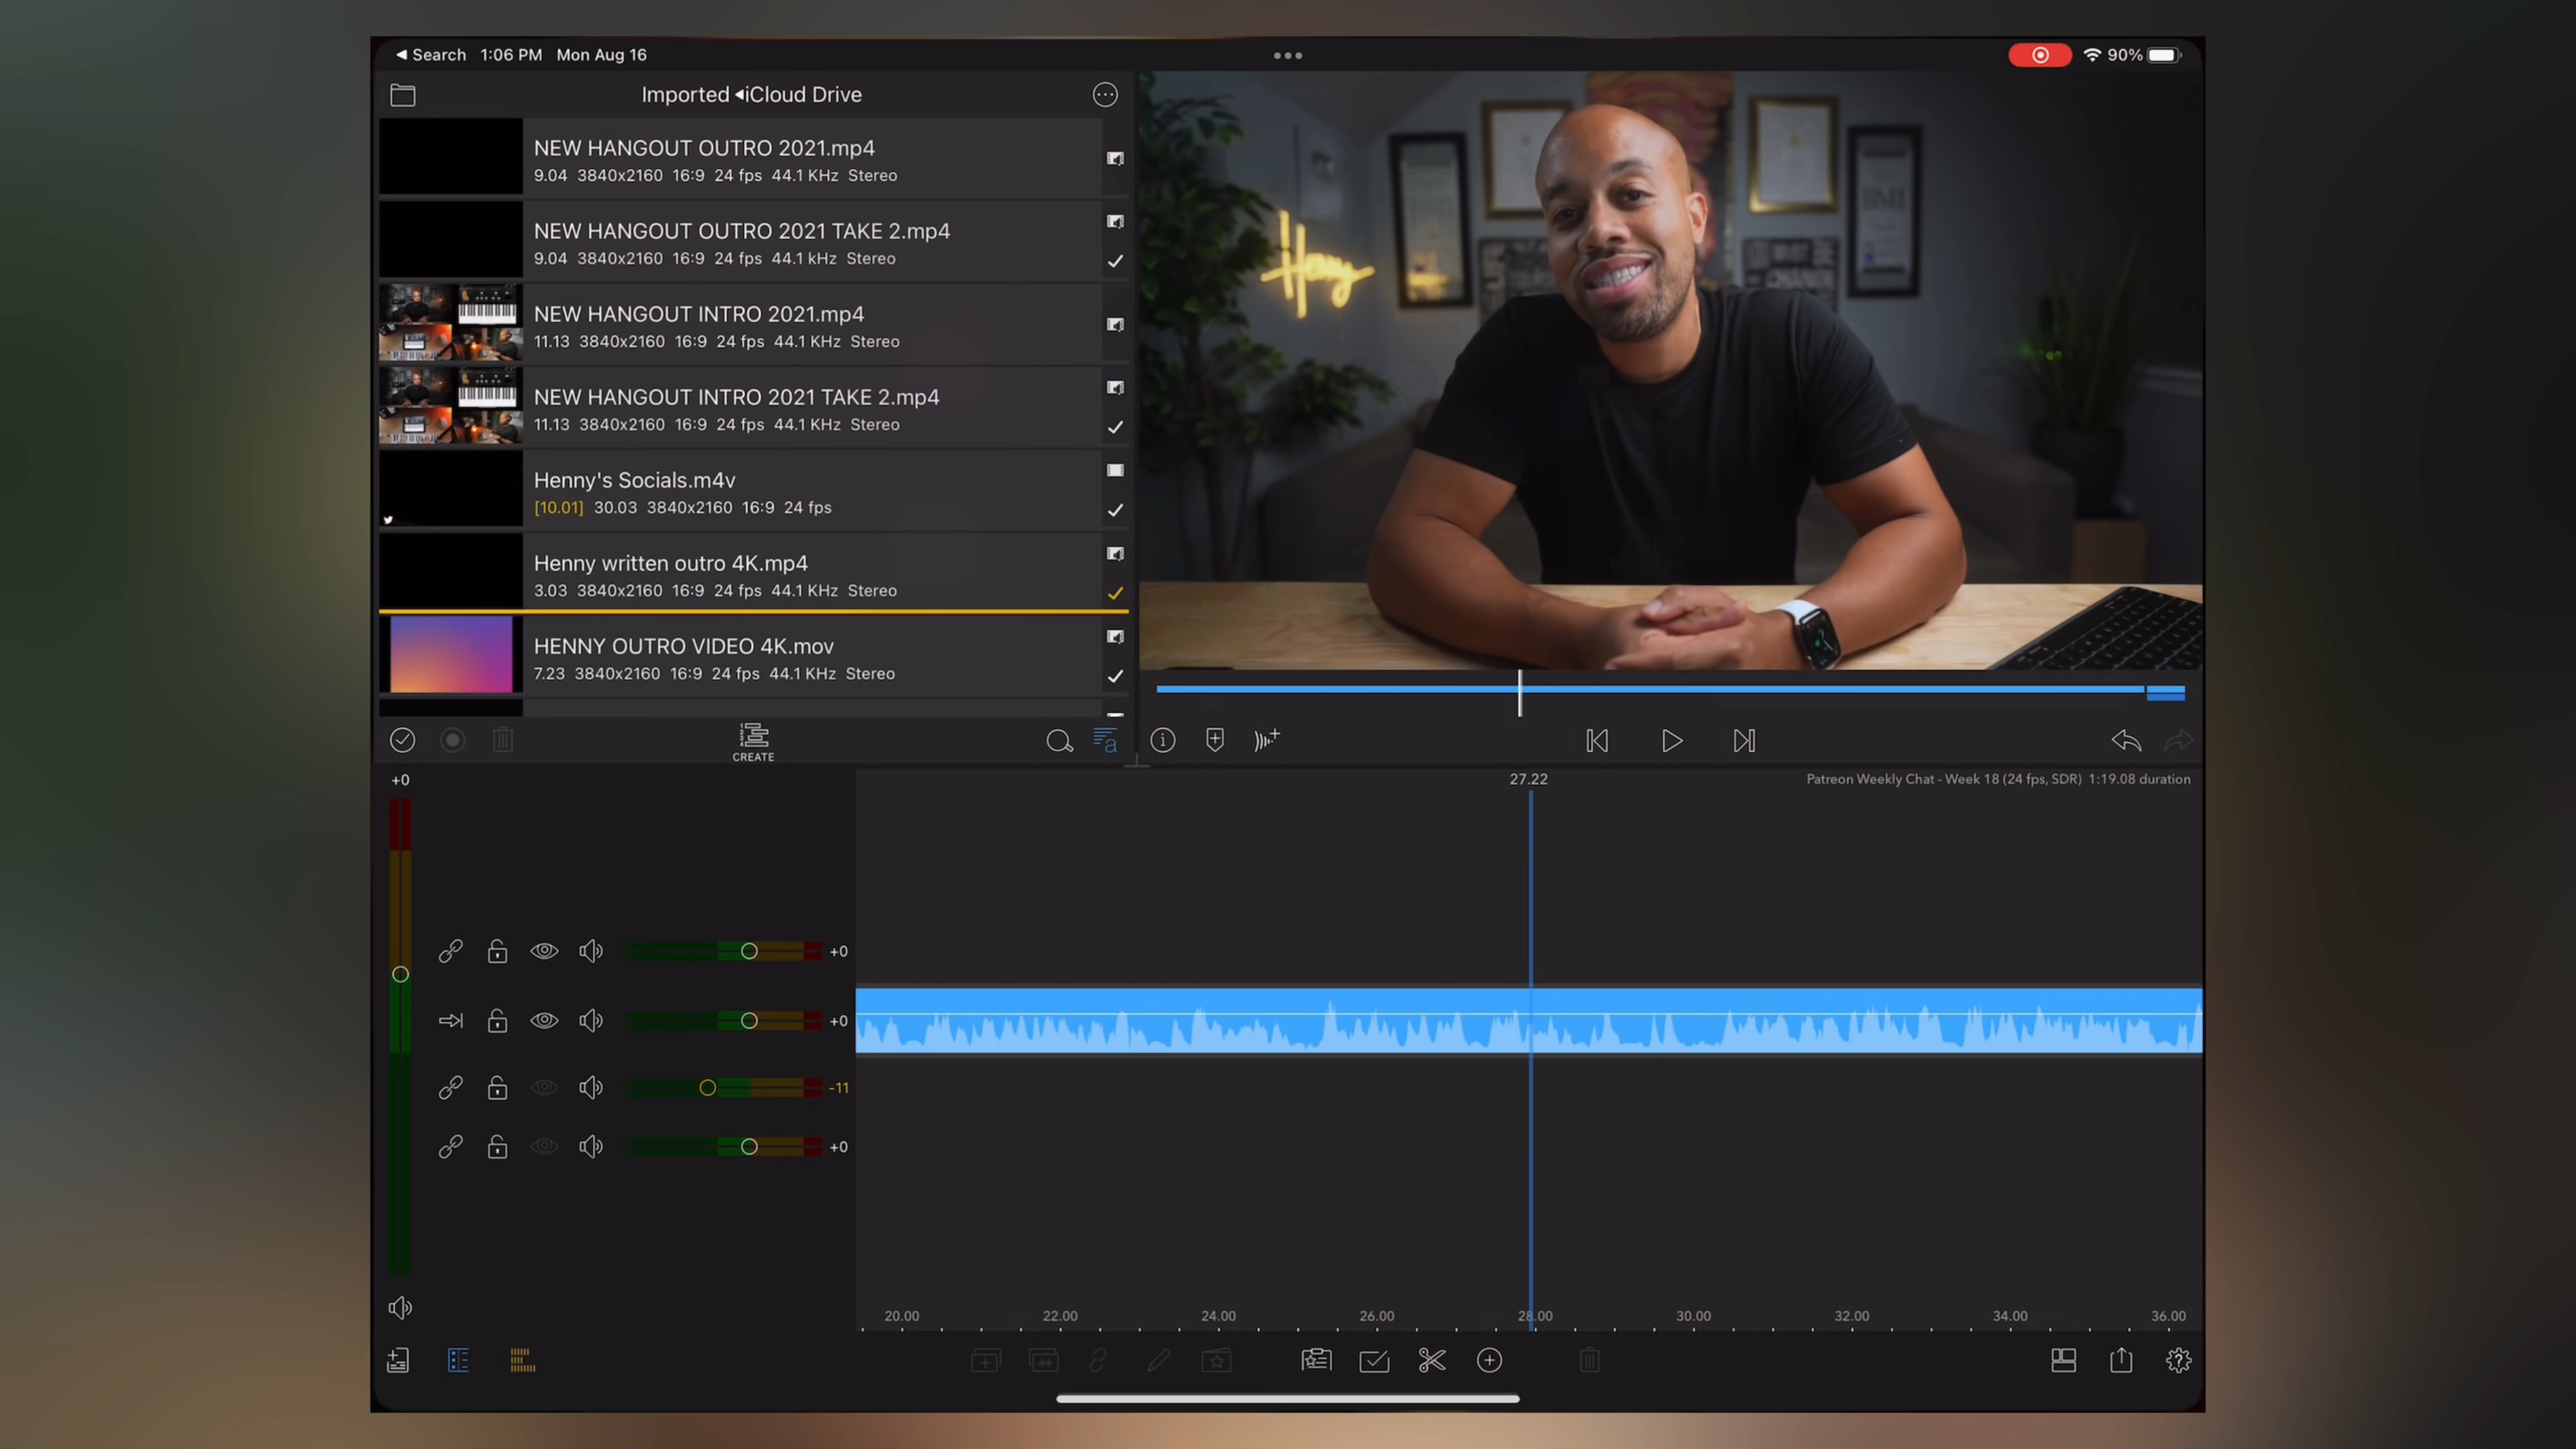 ◀ Search 1:06 PM Mon Aug 16
90%
Imported ◂iCloud Drive
NEW HANGOUT OUTRO 2021.mp4
9.04 3840x2160 16:9 24 fps 44.1 KHz Stereo
NEW HANGOUT OUTRO 2021 TAKE 2.mp4
9.04 3840x2160 16:9 24 fps 44.1 kHz Stereo
NEW HANGOUT INTRO 2021.mp4
11.13 3840x2160 16:9 24 fps 44.1 KHz Stereo
NEW HANGOUT INTRO 2021 TAKE 2.mp4
11.13 3840x2160 16:9 24 fps 44.1 KHz Stereo
Henny's Socials.m4v
[10.01] 30.03 3840x2160 16:9 24 fps
Henny written outro 4K.mp4
3.03 3840x2160 16:9 24 fps 44.1 KHz Stereo
HENNY OUTRO VIDEO 4K.mov
7.23 3840x2160 16:9 24 fps 44.1 KHz Stereo
Henny
BMI
CREATE
+0
27.22
Patreon Weekly Chat - Week 18 (24 fps, SDR) 1:19.08 duration
+0
+0
-11
+0
20.00 22.00 24.00 26.00 28.00 30.00 32.00 34.00 36.00